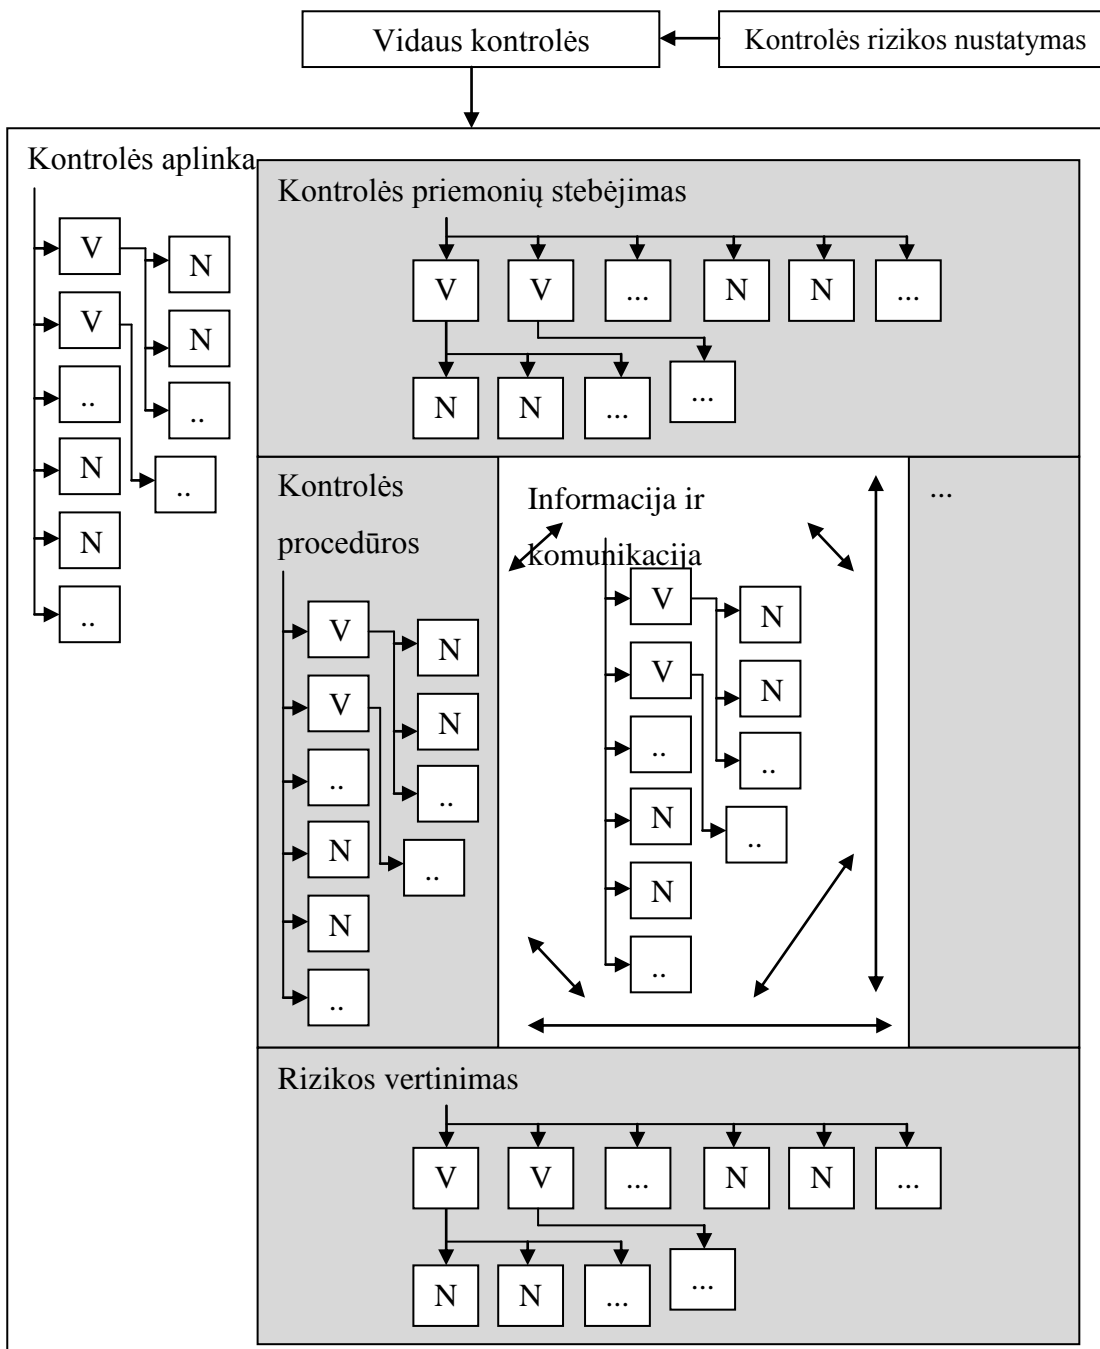 Vidaus kontrolės
Kontrolės rizikos nustatymas
Kontrolės aplinka
V
N
V
N
..
..
N
..
N
..
Kontrolės priemonių stebėjimas
V
V
...
N
N
...
N
N
...
...
Kontrolės
procedūros
V
N
V
N
..
..
N
..
N
..
Informacija ir
komunikacija
V
N
V
N
..
..
N
..
N
..
...
Rizikos vertinimas
V
V
...
N
N
...
N
N
...
...